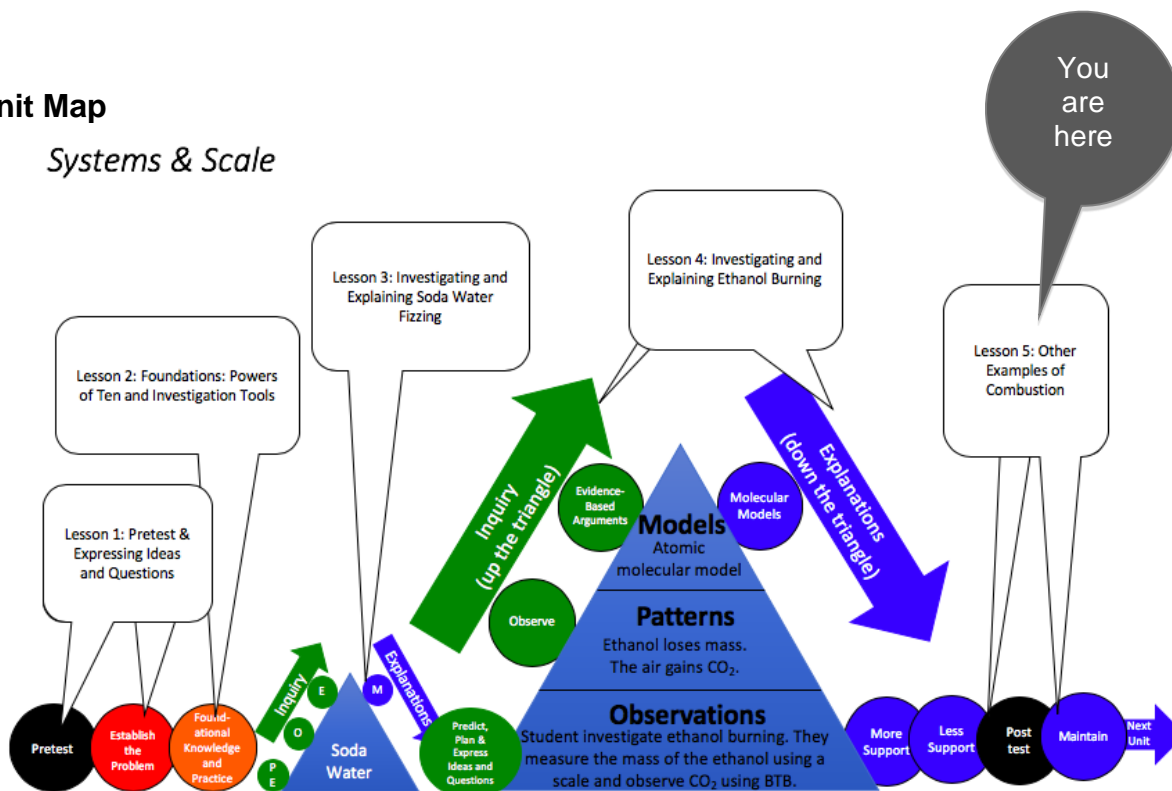 You
are
here
nit Map
Systems & Scale
Lesson 3: Investigating and
Explaining Soda Water
Fizzing
Lesson 4: Investigating and
Explaining Ethanol Burning
Lesson 5: Other
Examples of
Combustion
Lesson 2: Foundations: Powers
of Ten and Investigation Tools
Lesson 1: Pretest &
Expressing Ideas
and Questions
Inquiry
(up the triangle)
Explanations
(down the triangle)
Evidence-
Based
Arguments
Molecular
Models
Models
Atomic
molecular model
Observe
Patterns
Ethanol loses mass.
The air gains CO₂.
Inquiry
Explanations
E
M
O
P
E
Pretest
Establish
the
Problem
Found-
ational
Knowledge
and
Practice
Soda
Water
Predict,
Plan &
Express
Ideas and
Questions
Observations
Student investigate ethanol burning. They
measure the mass of the ethanol using a
scale and observe CO₂ using BTB.
More
Support
Less
Support
Post
test
Maintain
Next
Unit